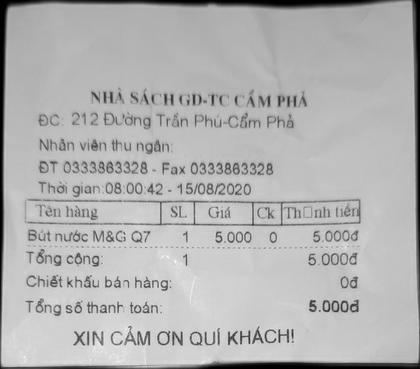 NHÀ SÁCH GD-TC CẨM PHẢ
ĐC: 212 Đường Trần Phú-Cẩm Phả
Nhân viên thu ngân:
ĐT 0333863328 - Fax 0333863328
Thời gian:08:00:42 - 15/08/2020
Tên hàng SL Giá Ck Th□nh tiền
Bút nước M&G Q7 1 5.000 0 5.000đ
Tổng cộng: 1 5.000đ
Chiết khấu bán hàng: 0đ
Tổng số thanh toán: 5.000đ
XIN CẢM ƠN QUÍ KHÁCH!